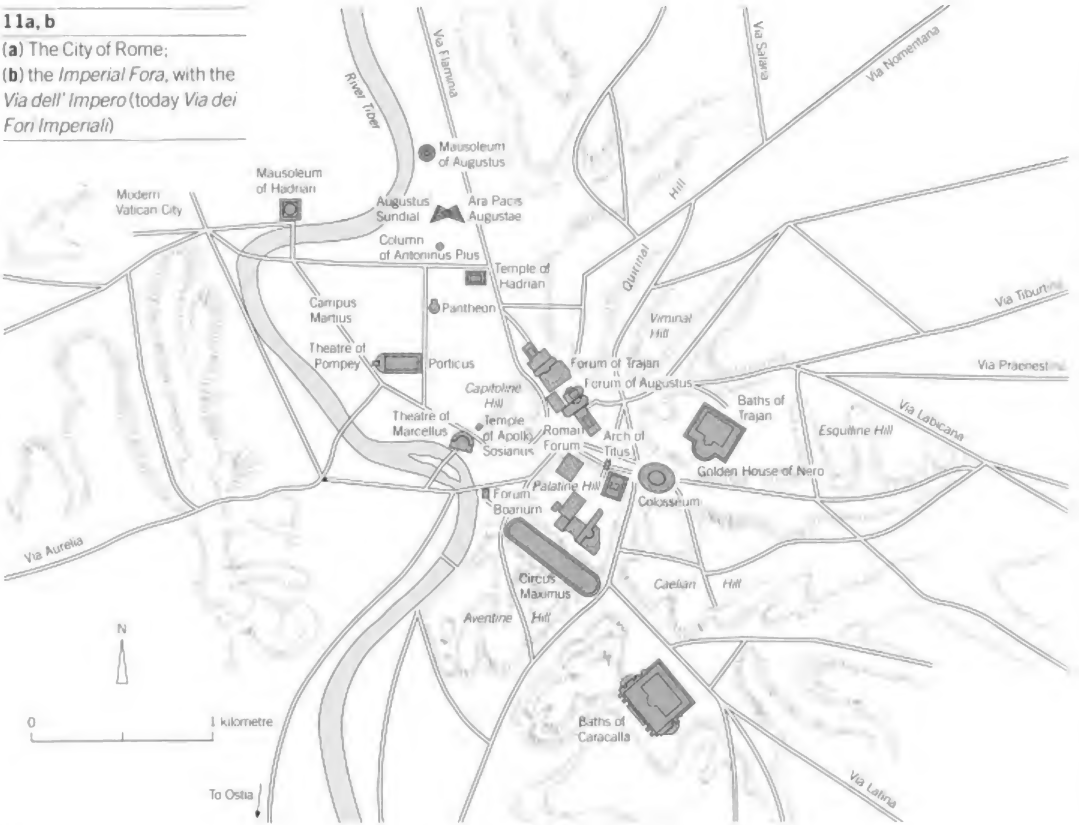 11a, b
(a) The City of Rome;
(b) the Imperial Fora, with the
Via dell' Impero (today Via dei
Fori Imperiali)
River Tiber
Via Flaminia
Via Salaria
Via Nomentana
Mausoleum
of Augustus
Mausoleum
of Hadrian
Modern
Vatican City
Augustus
Sundial
Ara Pacis
Augustae
Column
of Antoninus Pius
Temple of
Hadrian
Quirinal
Hill
Campus
Martius
Pantheon
Viminal
Hill
Via Praenest
Theatre of
Pompey
Porticus
Forum of Trajan
Forum of Augustus
Capitoline
Hill
Baths of
Trajan
Via Labicana
Esquiline Hill
Theatre of
Marcellus
Temple
of Apollo
Sosianus
Roman
Forum
Arch of
Titus
Golden House of Nero
Palatine Hill
Colosseum
Forum
Boarium
Via Aurelia
Circus
Maximus
Caelian
Hill
Aventine
Hill
N
0
1 kilometre
Baths of
Caracalla
To Ostia
Via Latina